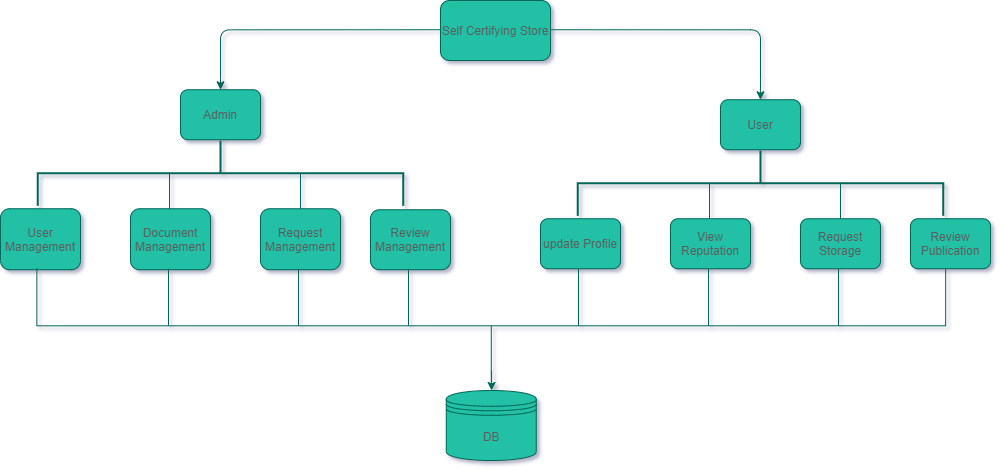 Self Certifying Store
Admin
User
User
Management
Document
Management
Request
Management
Review
Management
update Profile
View
Reputation
Request
Storage
Review
Publication
DB